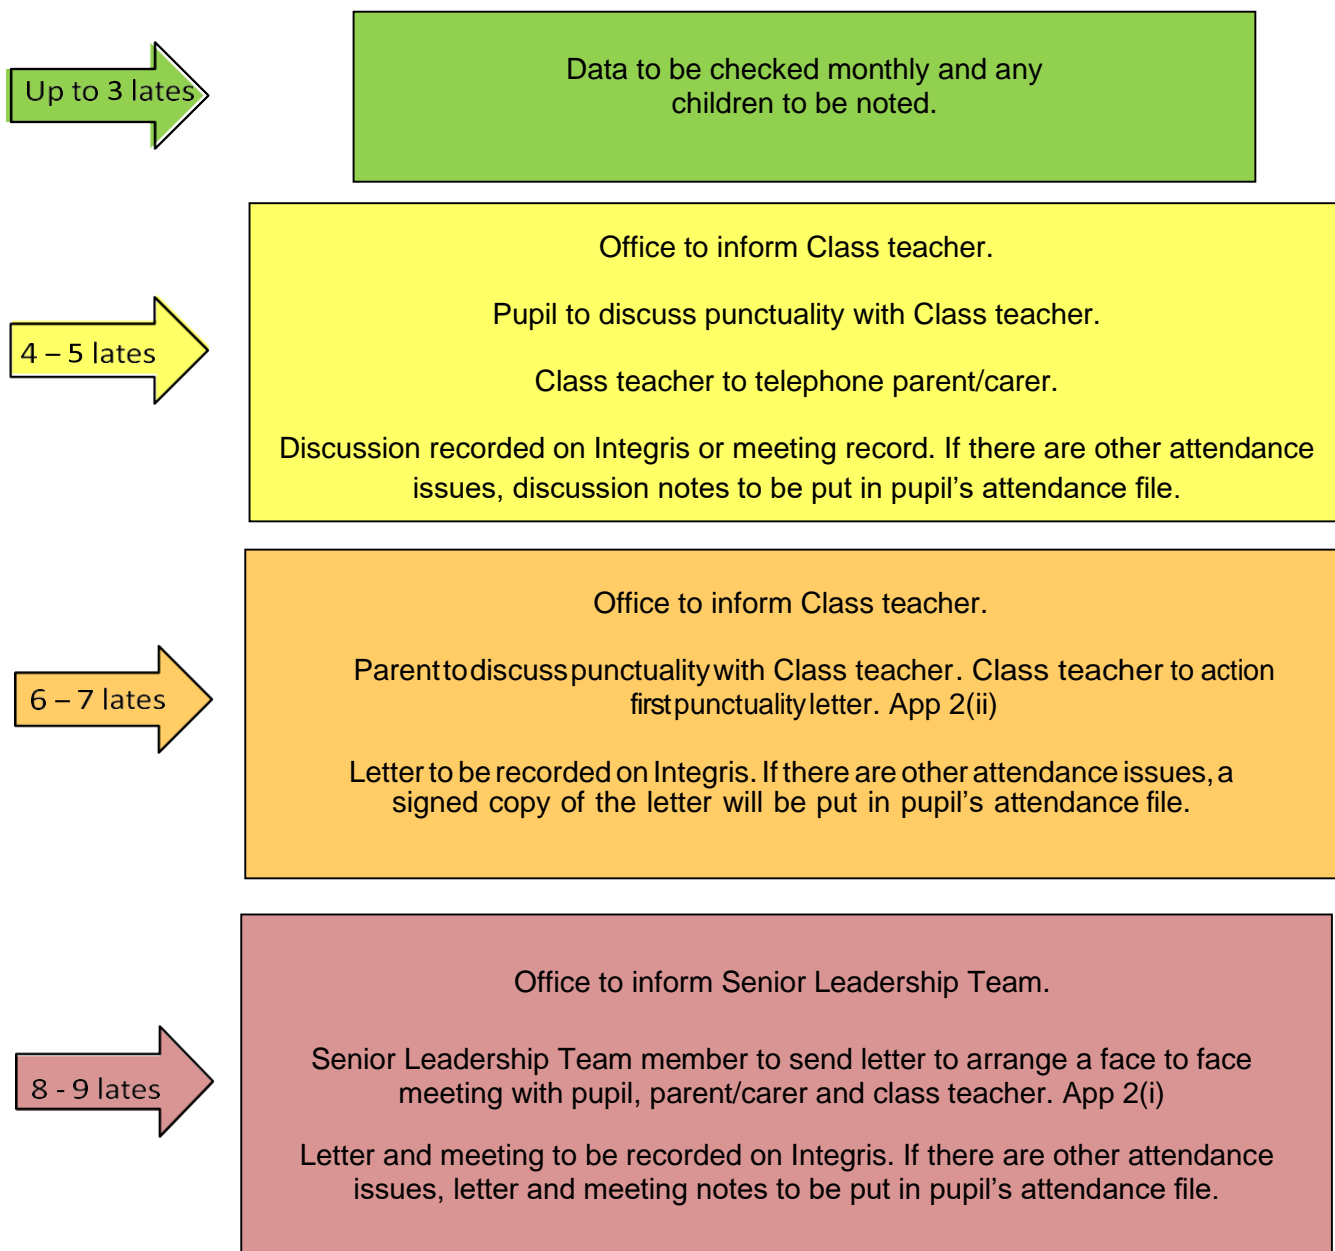 Up to 3 lates
Data to be checked monthly and any
children to be noted.
4 – 5 lates
Office to inform Class teacher.
Pupil to discuss punctuality with Class teacher.
Class teacher to telephone parent/carer.
Discussion recorded on Integris or meeting record. If there are other attendance
issues, discussion notes to be put in pupil’s attendance file.
6 – 7 lates
Office to inform Class teacher.
Parent to discuss punctuality with Class teacher. Class teacher to action
first punctuality letter. App 2(ii)
Letter to be recorded on Integris. If there are other attendance issues, a
signed copy of the letter will be put in pupil’s attendance file.
8 - 9 lates
Office to inform Senior Leadership Team.
Senior Leadership Team member to send letter to arrange a face to face
meeting with pupil, parent/carer and class teacher. App 2(i)
Letter and meeting to be recorded on Integris. If there are other attendance
issues, letter and meeting notes to be put in pupil’s attendance file.